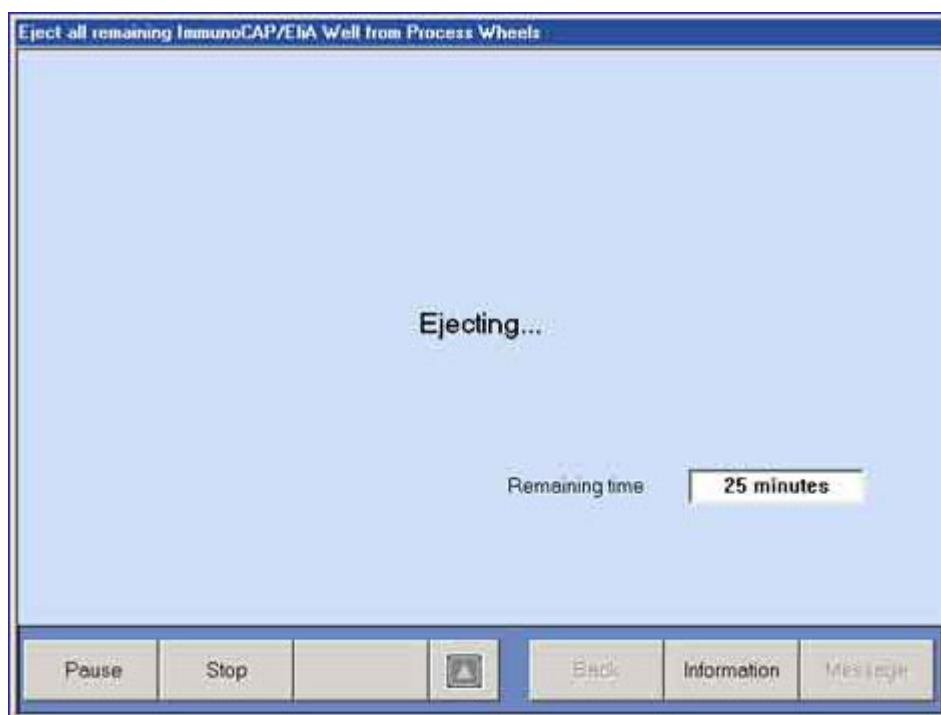 Eject all remaining ImmunoCAP/EliA Well from Process Wheels
Ejecting...
Remaining time 25 minutes
Pause Stop Back Information Message